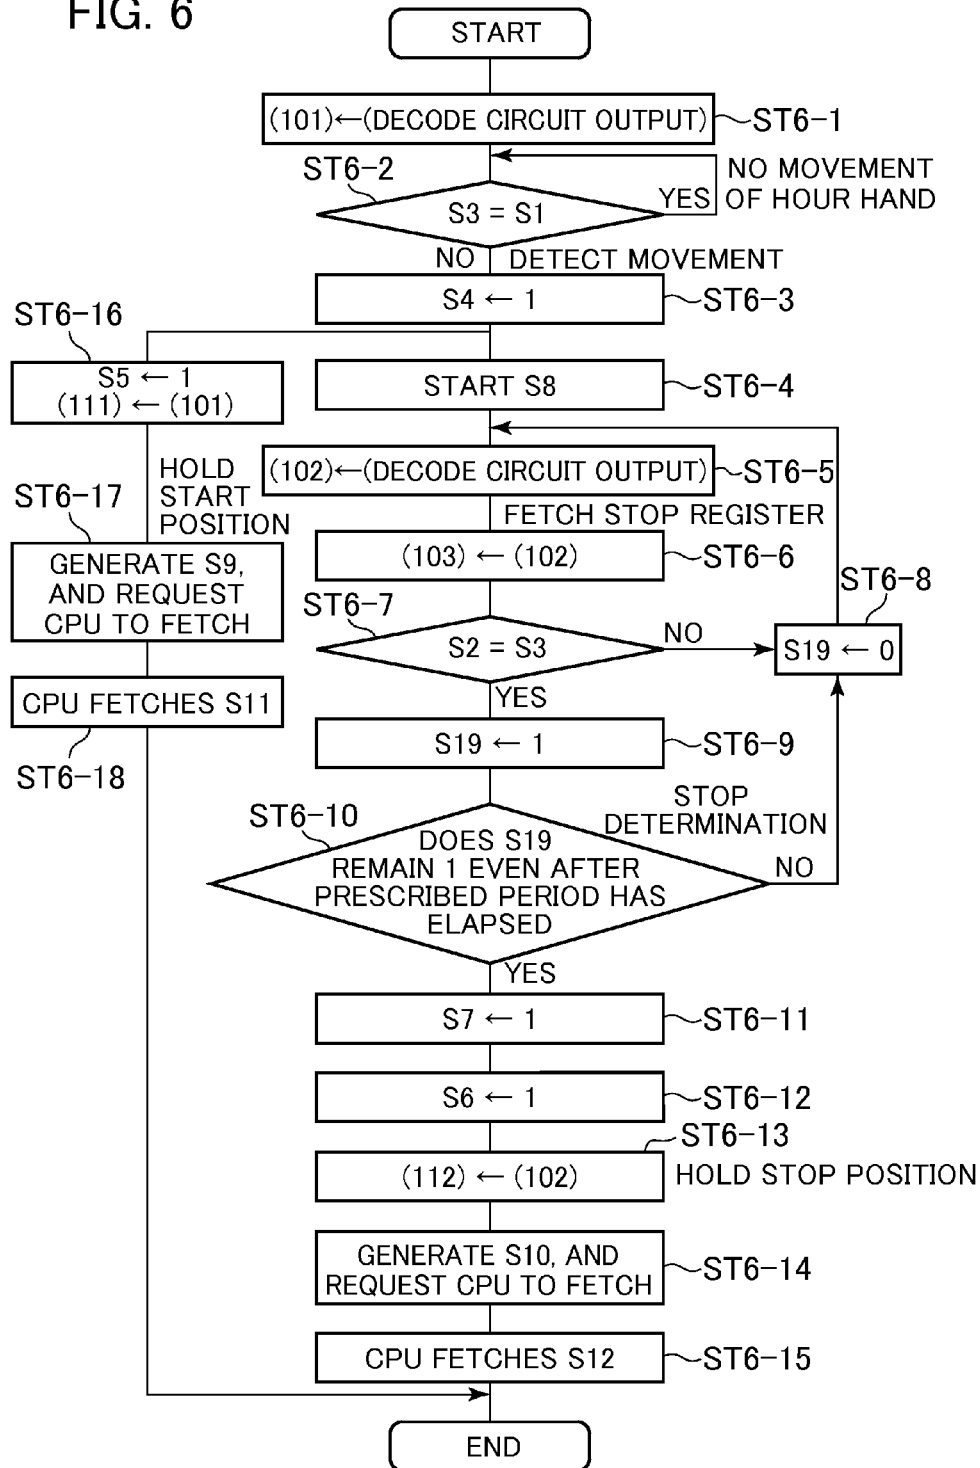 FIG. 6
START
(101)←(DECODE CIRCUIT OUTPUT)
ST6-1
ST6-2
S3 = S1
YES
NO MOVEMENT
OF HOUR HAND
NO
DETECT MOVEMENT
S4 ← 1
ST6-3
ST6-16
S5 ← 1
(111) ← (101)
START S8
ST6-4
HOLD
START
POSITION
(102)←(DECODE CIRCUIT OUTPUT)
ST6-5
FETCH STOP REGISTER
ST6-17
GENERATE S9,
AND REQUEST
CPU TO FETCH
(103) ← (102)
ST6-6
ST6-7
S2 = S3
NO
ST6-8
S19 ← 0
YES
CPU FETCHES S11
ST6-18
S19 ← 1
ST6-9
ST6-10
STOP
DETERMINATION
DOES S19
REMAIN 1 EVEN AFTER
PRESCRIBED PERIOD HAS
ELAPSED
NO
YES
S7 ← 1
ST6-11
S6 ← 1
ST6-12
ST6-13
(112) ← (102)
HOLD STOP POSITION
GENERATE S10, AND
REQUEST CPU TO FETCH
ST6-14
CPU FETCHES S12
ST6-15
END